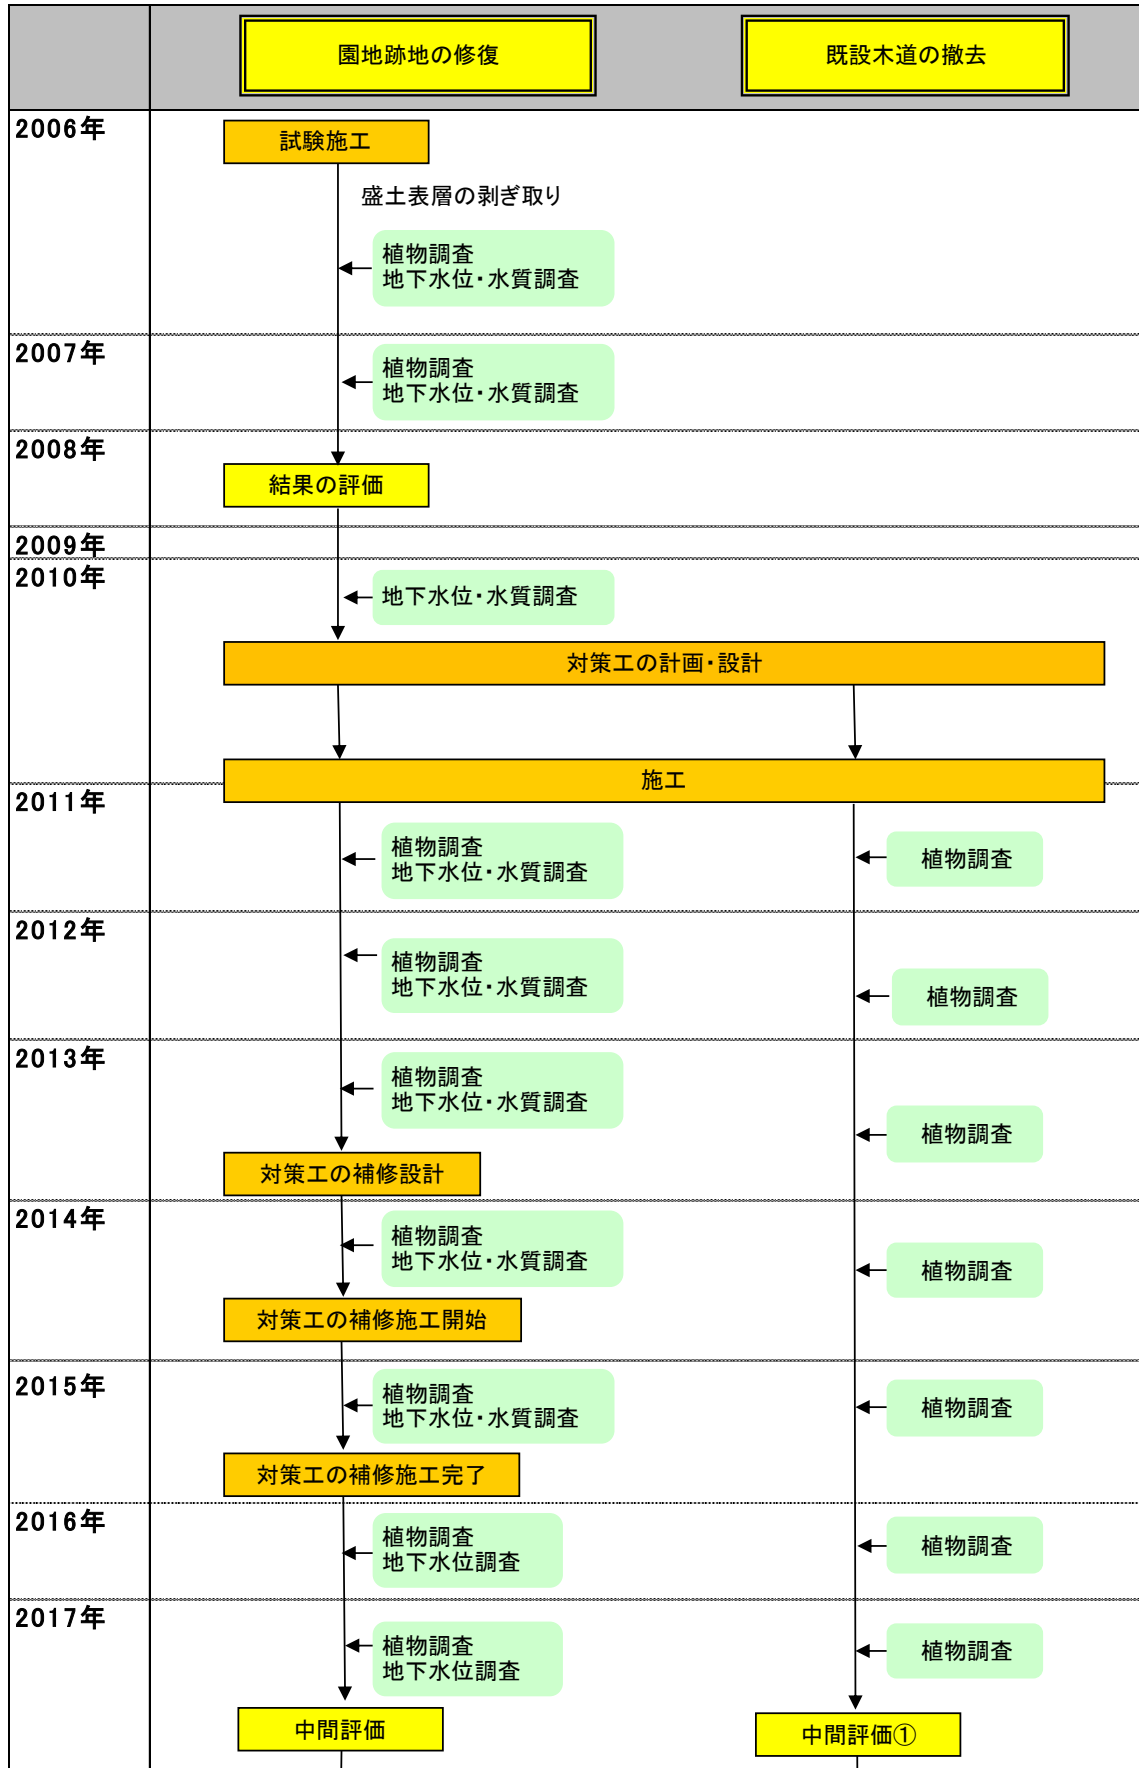 園地跡地の修復
既設木道の撤去
2006年
試験施工
盛土表層の剥ぎ取り
植物調査
地下水位・水質調査
2007年
植物調査
地下水位・水質調査
2008年
結果の評価
2009年
2010年
地下水位・水質調査
対策工の計画・設計
施工
2011年
植物調査
地下水位・水質調査
植物調査
2012年
植物調査
地下水位・水質調査
植物調査
2013年
植物調査
地下水位・水質調査
植物調査
対策工の補修設計
2014年
植物調査
地下水位・水質調査
植物調査
対策工の補修施工開始
2015年
植物調査
地下水位・水質調査
植物調査
対策工の補修施工完了
2016年
植物調査
地下水位調査
植物調査
2017年
植物調査
地下水位調査
植物調査
中間評価
中間評価①